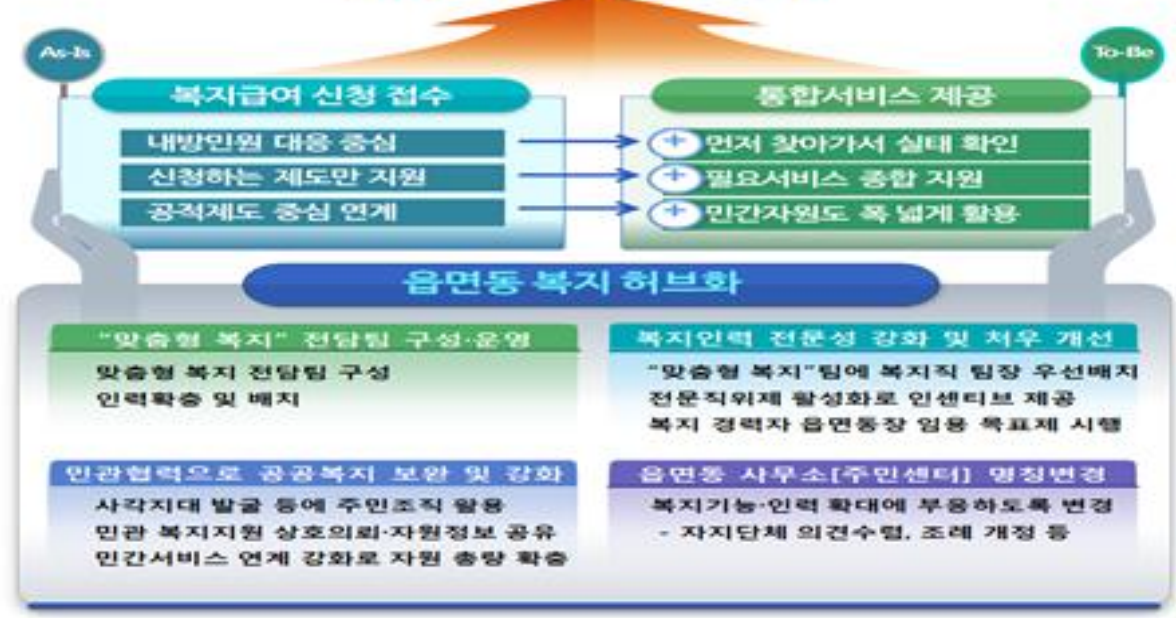 As-Is
To-Be
복지급여 신청 접수
내방민원 대응 중심
신청하는 제도만 지원
공적제도 중심 연계
통합서비스 제공
+ 먼저 찾아가서 실태 확인
+ 필요서비스 종합 지원
+ 민간자원도 폭 넓게 활용
읍면동 복지 허브화
"맞춤형 복지" 전담팀 구성·운영
맞춤형 복지 전담팀 구성
인력확충 및 배치
복지인력 전문성 강화 및 처우 개선
"맞춤형 복지"팀에 복지직 팀장 우선배치
전문직위제 활성화로 인센티브 제공
복지 경력자 읍면동장 임용 목표제 시행
민관협력으로 공공복지 보완 및 강화
사각지대 발굴 등에 주민조직 활용
민관 복지지원 상호의뢰·자원정보 공유
민간서비스 연계 강화로 자원 총량 확충
읍면동 사무소[주민센터] 명칭변경
복지기능·인력 확대에 부응하도록 변경
- 자지단체 의견수렴, 조례 개정 등